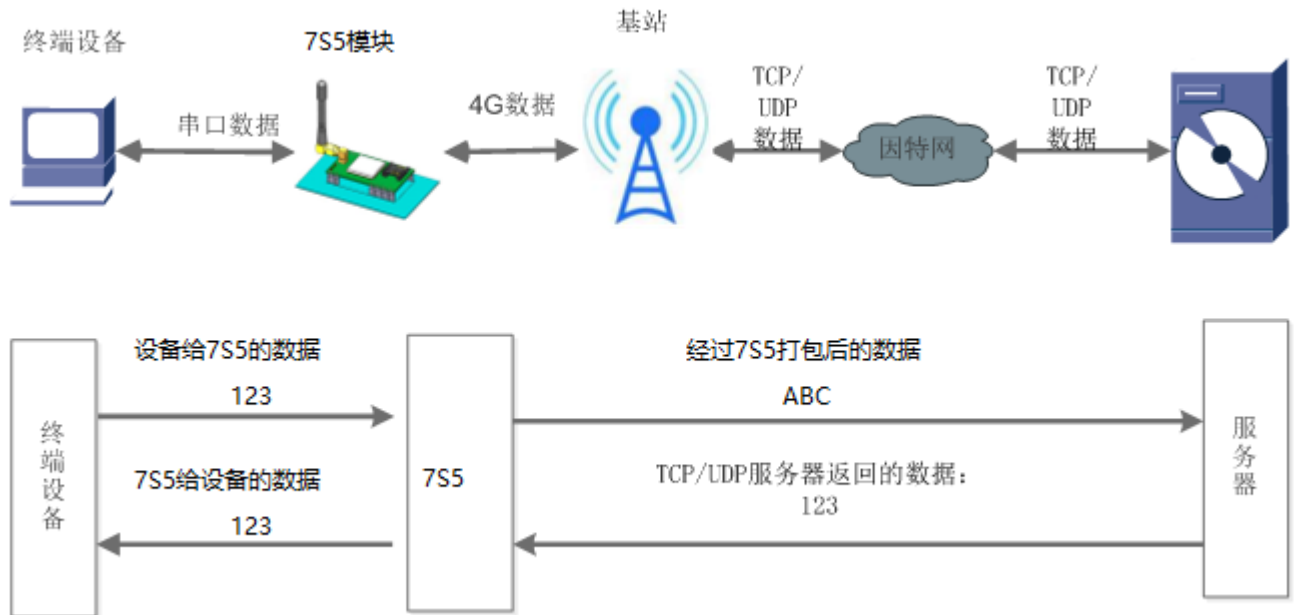 终端设备
7S5模块
基站
串口数据
4G数据
TCP/
UDP
数据
因特网
TCP/
UDP
数据
设备给7S5的数据
123
经过7S5打包后的数据
ABC
终
端
设
备
7S5给设备的数据
123
7S5
TCP/UDP服务器返回的数据：
123
服
务
器